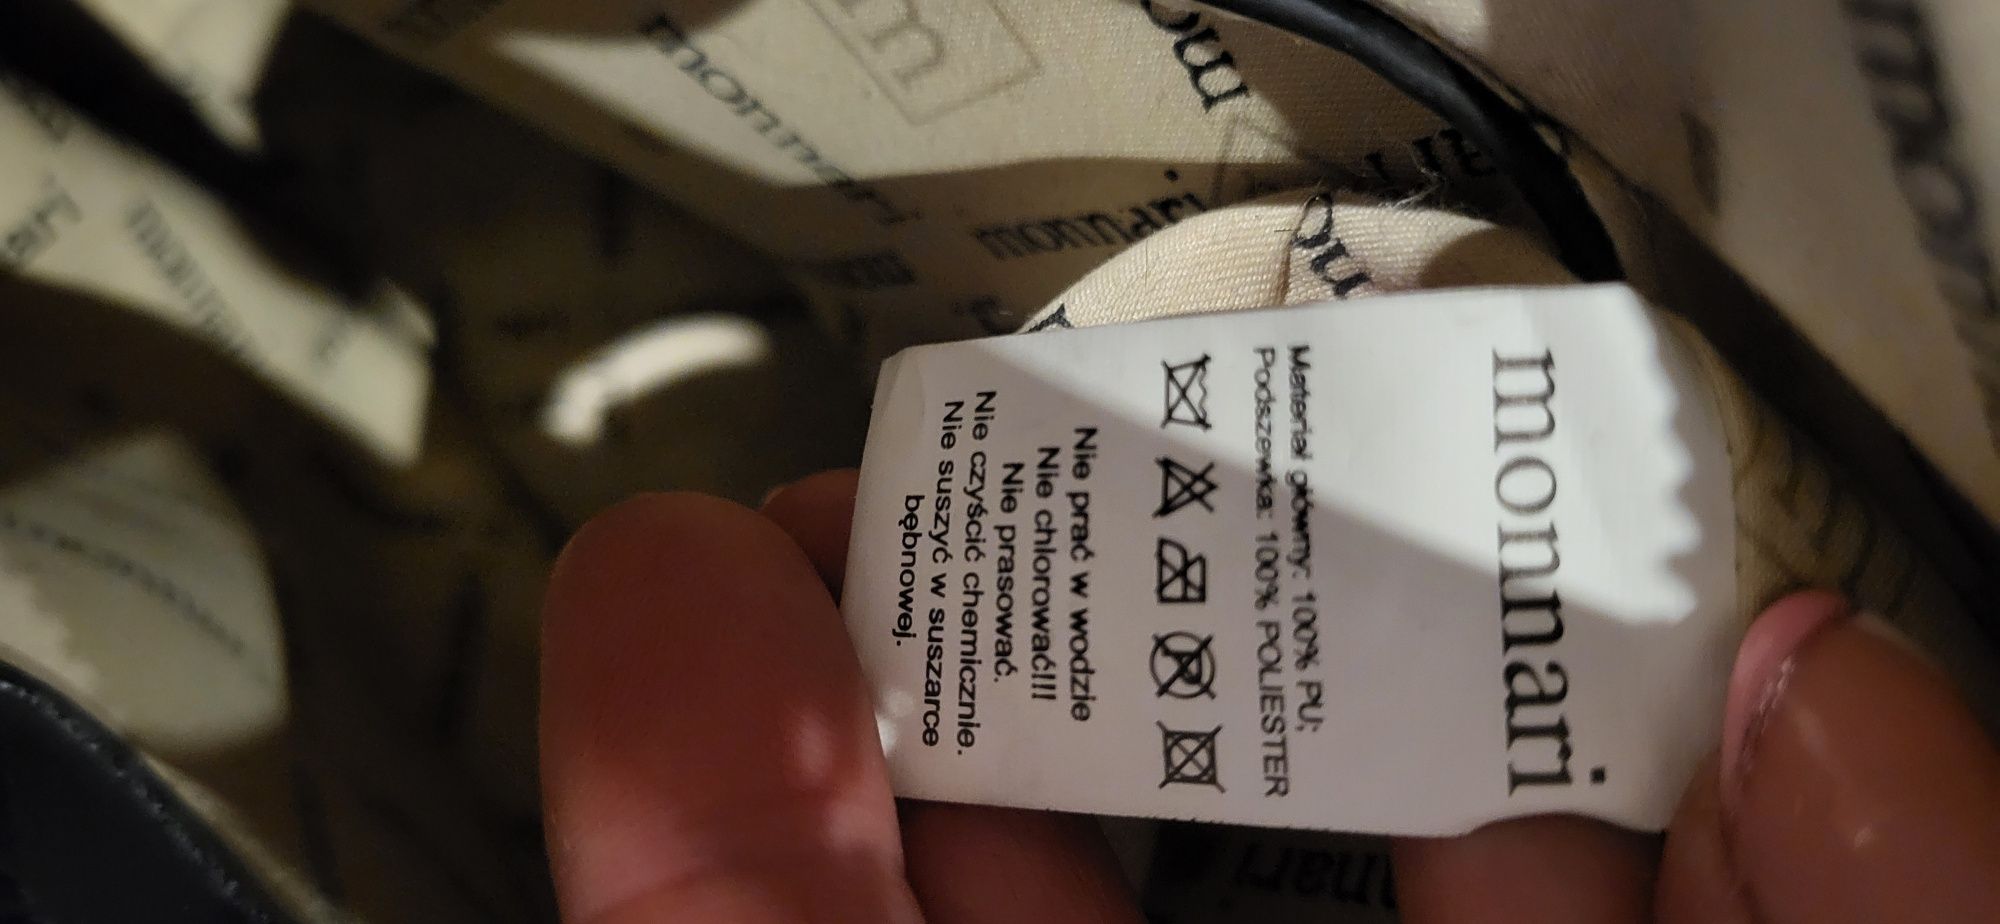 monnari
Materiał główny: 100% PU;
Podszewka: 100% POLIESTER
Nie prać w wodzie
Nie chlorować!!!
Nie prasować.
Nie czyścić chemicznie.
Nie suszyć w suszarce
bębnowej.
monnari
monnari
m